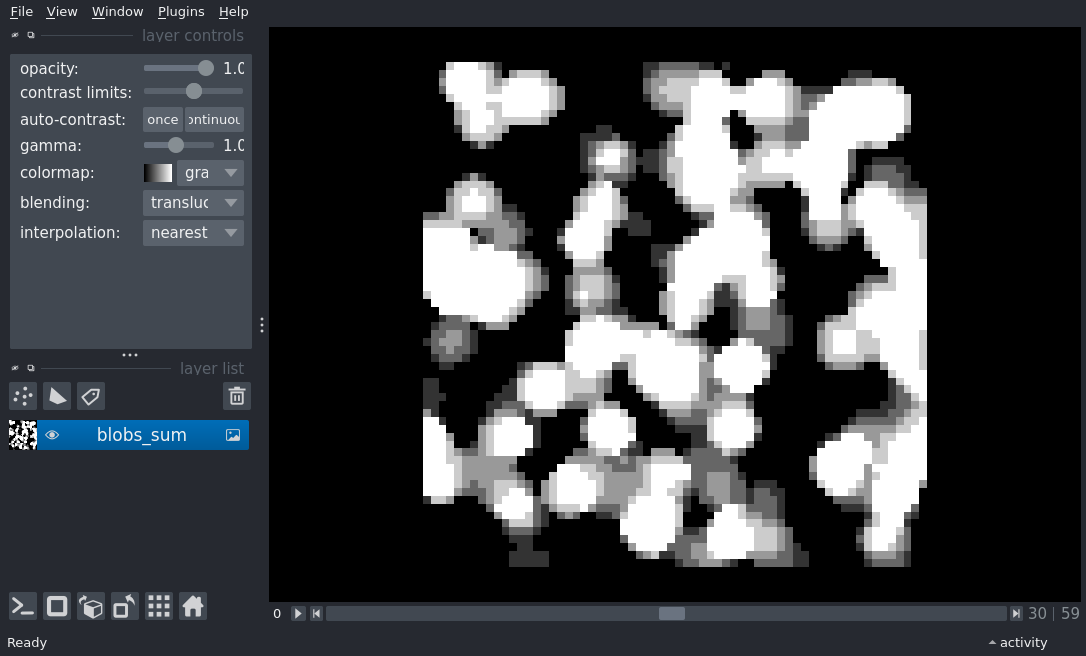 File View Window Plugins Help
layer controls
opacity: 1.0
contrast limits:
auto-contrast: once ontinuou
gamma: 1.0
colormap: gra
blending: transluc
interpolation: nearest
layer list
blobs_sum
0 30 | 59
Ready activity